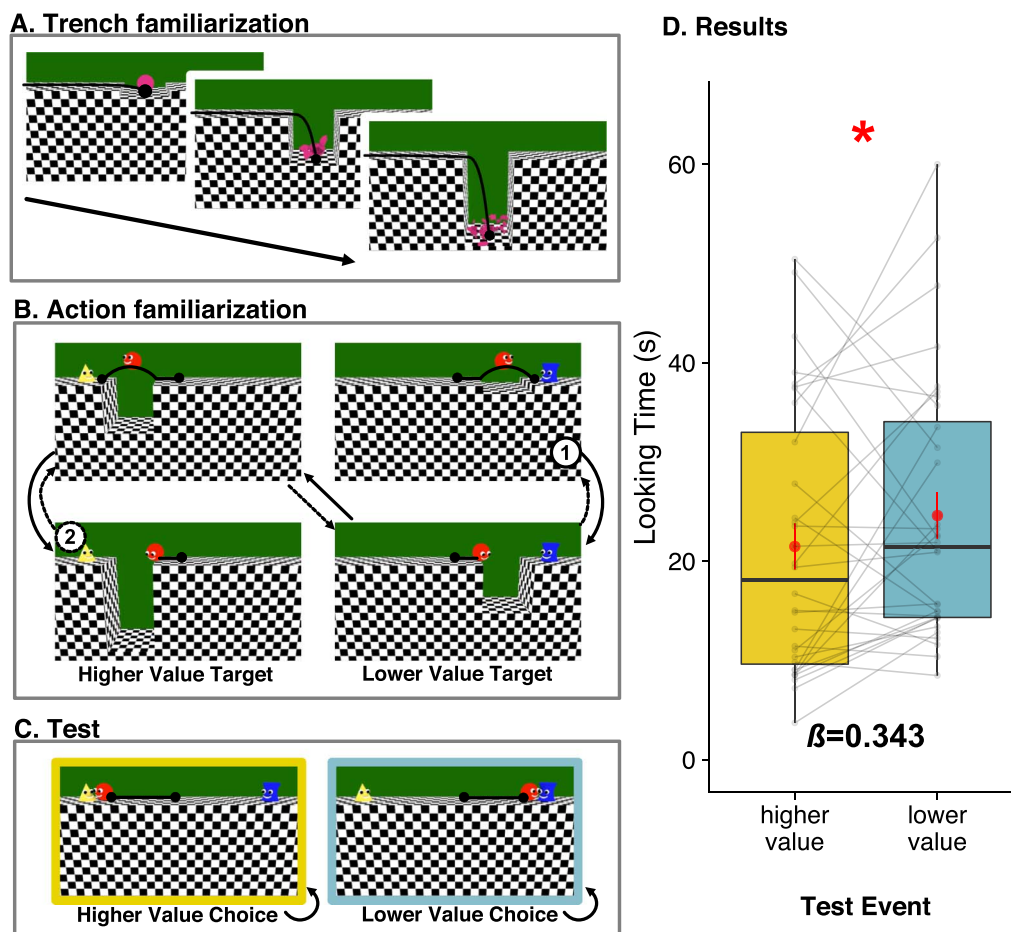 A. Trench familiarization
B. Action familiarization
1
2
Higher Value Target
Lower Value Target
C. Test
Higher Value Choice
Lower Value Choice
D. Results
*
Looking Time (s)
60
40
20
0
ß=0.343
higher
value
lower
value
Test Event